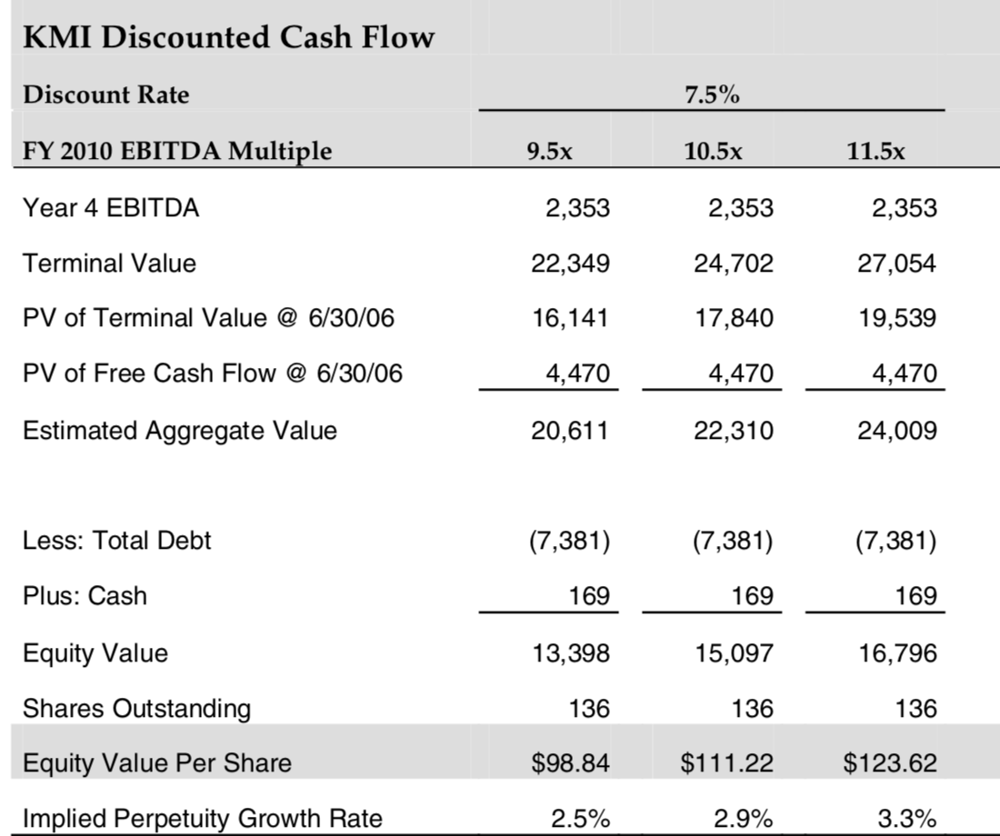 KMI Discounted Cash Flow
Discount Rate 7.5%
FY 2010 EBITDA Multiple 9.5x 10.5x 11.5x
Year 4 EBITDA 2,353 2,353 2,353
Terminal Value 22,349 24,702 27,054
PV of Terminal Value @ 6/30/06 16,141 17,840 19,539
PV of Free Cash Flow @ 6/30/06 4,470 4,470 4,470
Estimated Aggregate Value 20,611 22,310 24,009
Less: Total Debt (7,381) (7,381) (7,381)
Plus: Cash 169 169 169
Equity Value 13,398 15,097 16,796
Shares Outstanding 136 136 136
Equity Value Per Share $98.84 $111.22 $123.62
Implied Perpetuity Growth Rate 2.5% 2.9% 3.3%